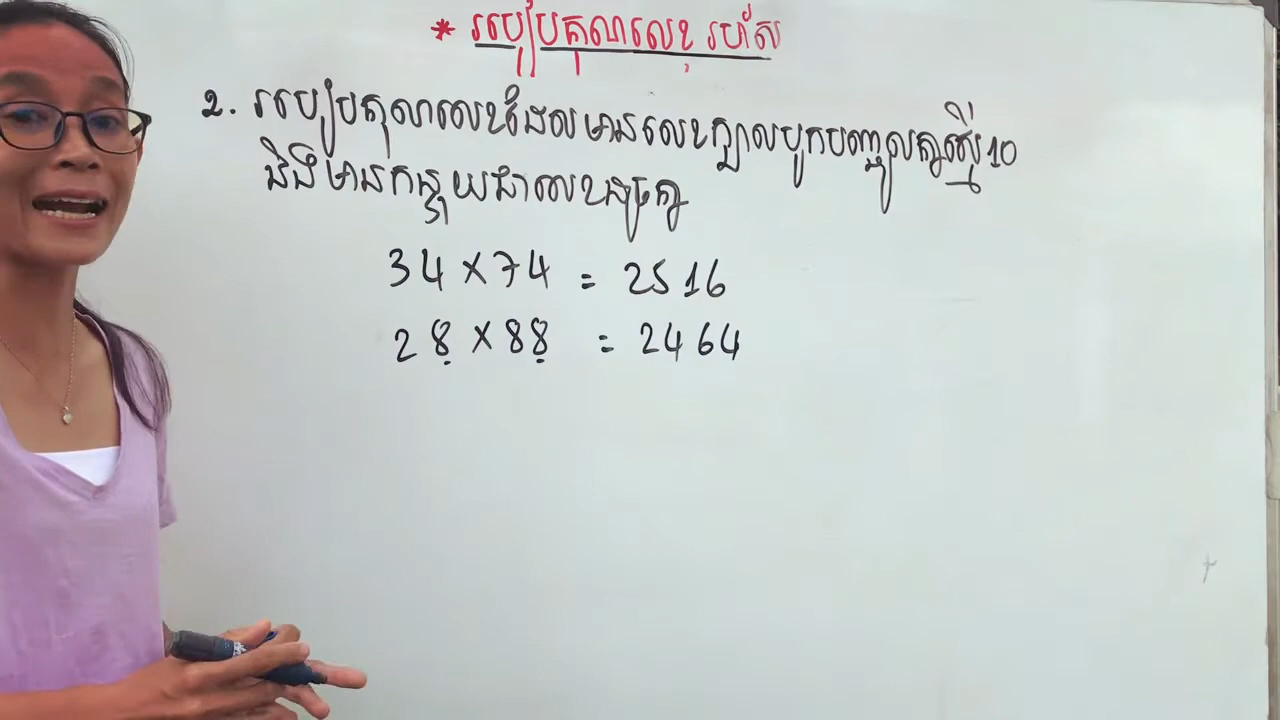 * របៀបគុណលេខ រហ័ស
2. របៀបគុណលេខដែលមានលេខក្បាលបូកបញ្ចូលគ្នាស្មើ10
និងមានកន្ទុយជាលេខដូចគ្នា
34 × 74 = 2516
28 × 88 = 2464